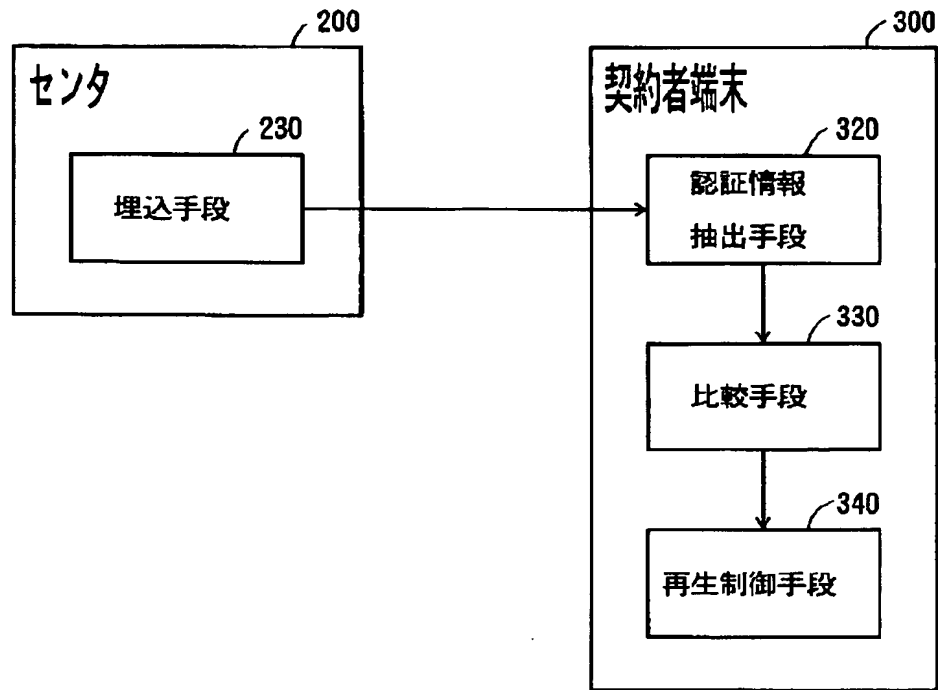 200
センタ
230
埋込手段
300
契約者端末
320
認証情報
抽出手段
330
比較手段
340
再生制御手段